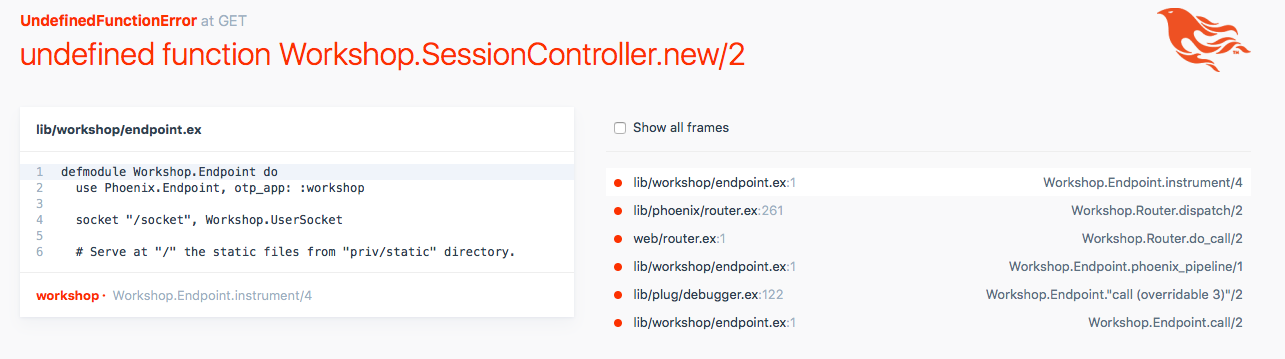 UndefinedFunctionError at GET
undefined function Workshop.SessionController.new/2
TM
lib/workshop/endpoint.ex
1 defmodule Workshop.Endpoint do
2 use Phoenix.Endpoint, otp_app: :workshop
3
4 socket "/socket", Workshop.UserSocket
5
6 # Serve at "/" the static files from "priv/static" directory.
workshop · Workshop.Endpoint.instrument/4
Show all frames
lib/workshop/endpoint.ex:1 Workshop.Endpoint.instrument/4
lib/phoenix/router.ex:261 Workshop.Router.dispatch/2
web/router.ex:1 Workshop.Router.do_call/2
lib/workshop/endpoint.ex:1 Workshop.Endpoint.phoenix_pipeline/1
lib/plug/debugger.ex:122 Workshop.Endpoint."call (overridable 3)"/2
lib/workshop/endpoint.ex:1 Workshop.Endpoint.call/2